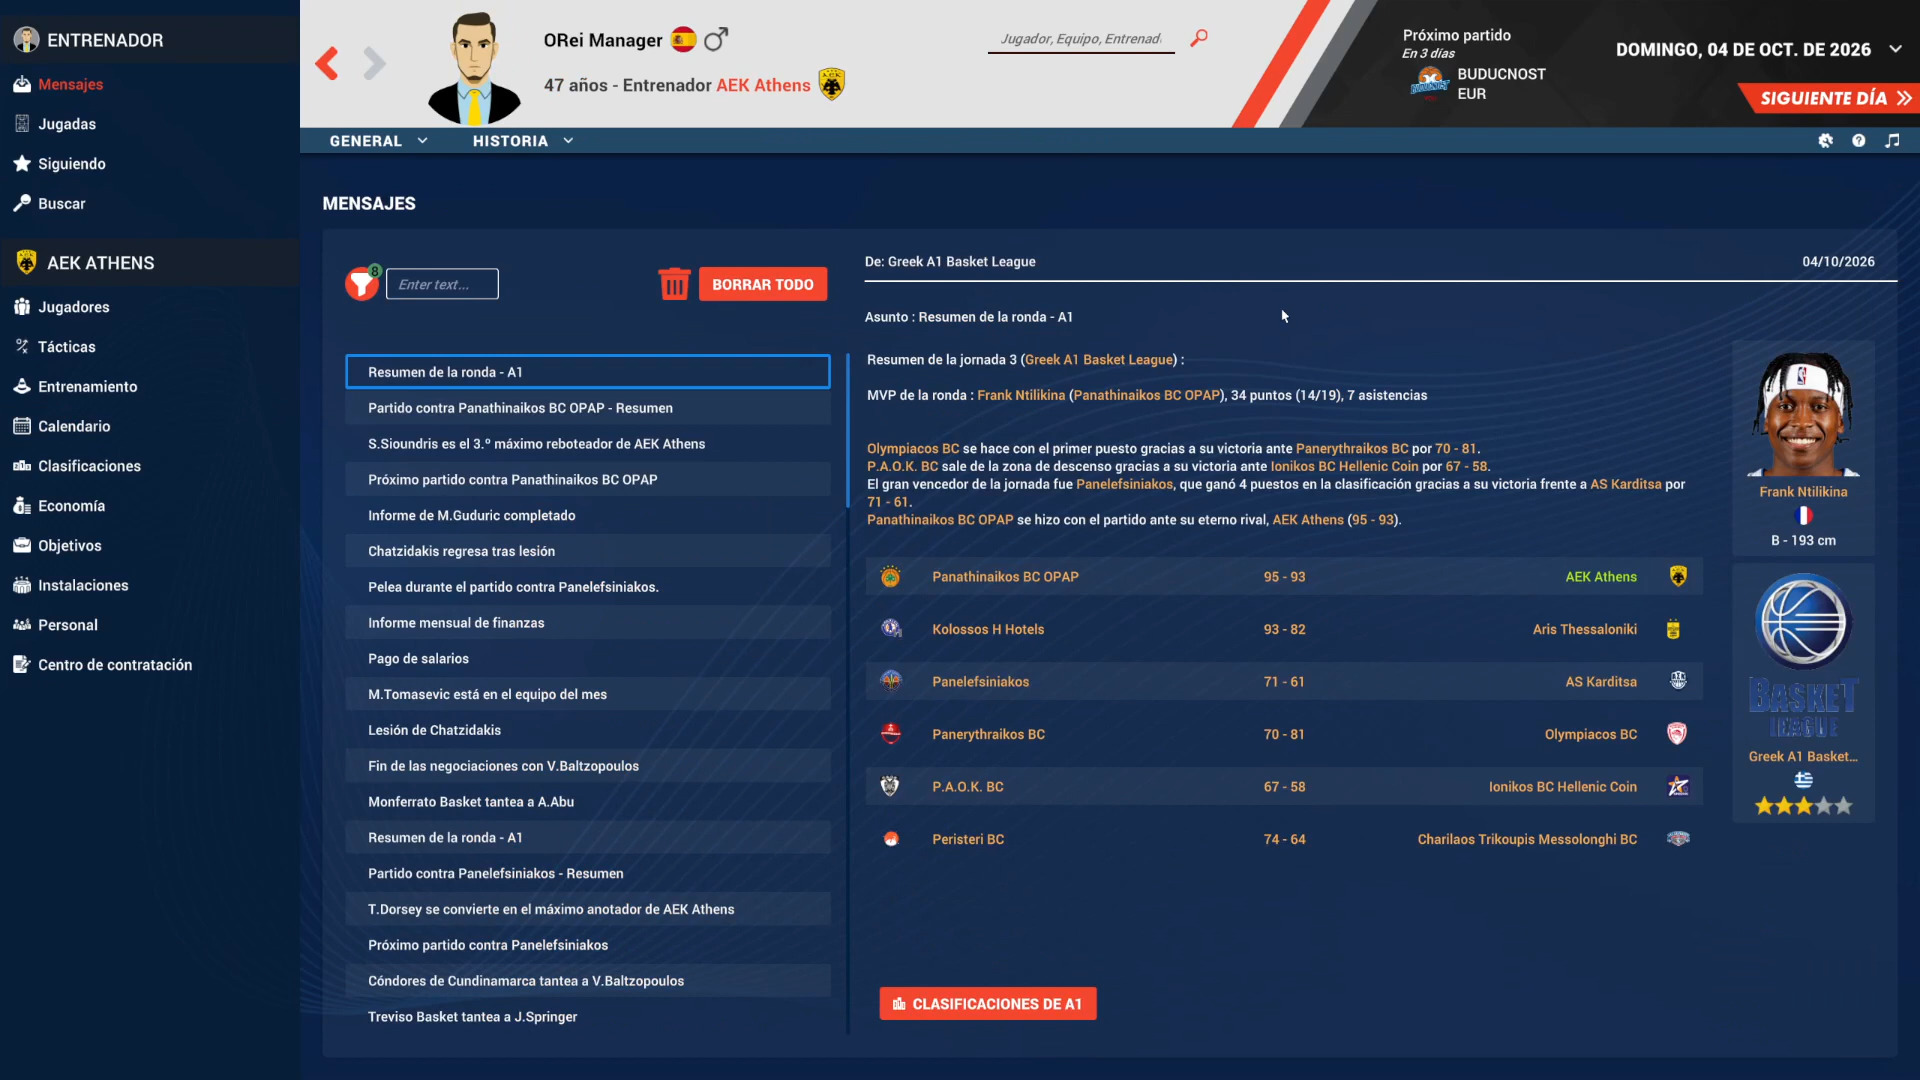 ENTRENADOR
Mensajes
Jugadas
Siguiendo
Buscar
AEK ATHENS
Jugadores
Tácticas
Entrenamiento
Calendario
Clasificaciones
Economía
Objetivos
Instalaciones
Personal
Centro de contratación
ORei Manager
47 años - Entrenador AEK Athens
Jugador, Equipo, Entrenad
Próximo partido
En 3 días
BUDUCNOST
EUR
DOMINGO, 04 DE OCT. DE 2026
SIGUIENTE DÍA
GENERAL
HISTORIA
MENSAJES
8
Enter text...
BORRAR TODO
Resumen de la ronda - A1
Partido contra Panathinaikos BC OPAP - Resumen
S.Sioundris es el 3.º máximo reboteador de AEK Athens
Próximo partido contra Panathinaikos BC OPAP
Informe de M.Guduric completado
Chatzidakis regresa tras lesión
Pelea durante el partido contra Panelefsiniakos.
Informe mensual de finanzas
Pago de salarios
M.Tomasevic está en el equipo del mes
Lesión de Chatzidakis
Fin de las negociaciones con V.Baltzopoulos
Monferrato Basket tantea a A.Abu
Resumen de la ronda - A1
Partido contra Panelefsiniakos - Resumen
T.Dorsey se convierte en el máximo anotador de AEK Athens
Próximo partido contra Panelefsiniakos
Cóndores de Cundinamarca tantea a V.Baltzopoulos
Treviso Basket tantea a J.Springer
De: Greek A1 Basket League
04/10/2026
Asunto : Resumen de la ronda - A1
Resumen de la jornada 3 (Greek A1 Basket League) :
MVP de la ronda : Frank Ntilikina (Panathinaikos BC OPAP), 34 puntos (14/19), 7 asistencias
Olympiacos BC se hace con el primer puesto gracias a su victoria ante Panerythraikos BC por 70 - 81.
P.A.O.K. BC sale de la zona de descenso gracias a su victoria ante Ionikos BC Hellenic Coin por 67 - 58.
El gran vencedor de la jornada fue Panelefsiniakos, que ganó 4 puestos en la clasificación gracias a su victoria frente a AS Karditsa por
71 - 61.
Panathinaikos BC OPAP se hizo con el partido ante su eterno rival, AEK Athens (95 - 93).
Panathinaikos BC OPAP 95 - 93 AEK Athens
Kolossos H Hotels 93 - 82 Aris Thessaloniki
Panelefsiniakos 71 - 61 AS Karditsa
Panerythraikos BC 70 - 81 Olympiacos BC
P.A.O.K. BC 67 - 58 Ionikos BC Hellenic Coin
Peristeri BC 74 - 64 Charilaos Trikoupis Messolonghi BC
CLASIFICACIONES DE A1
Frank Ntilikina
B - 193 cm
BASKET
LEAGUE
Greek A1 Basket...